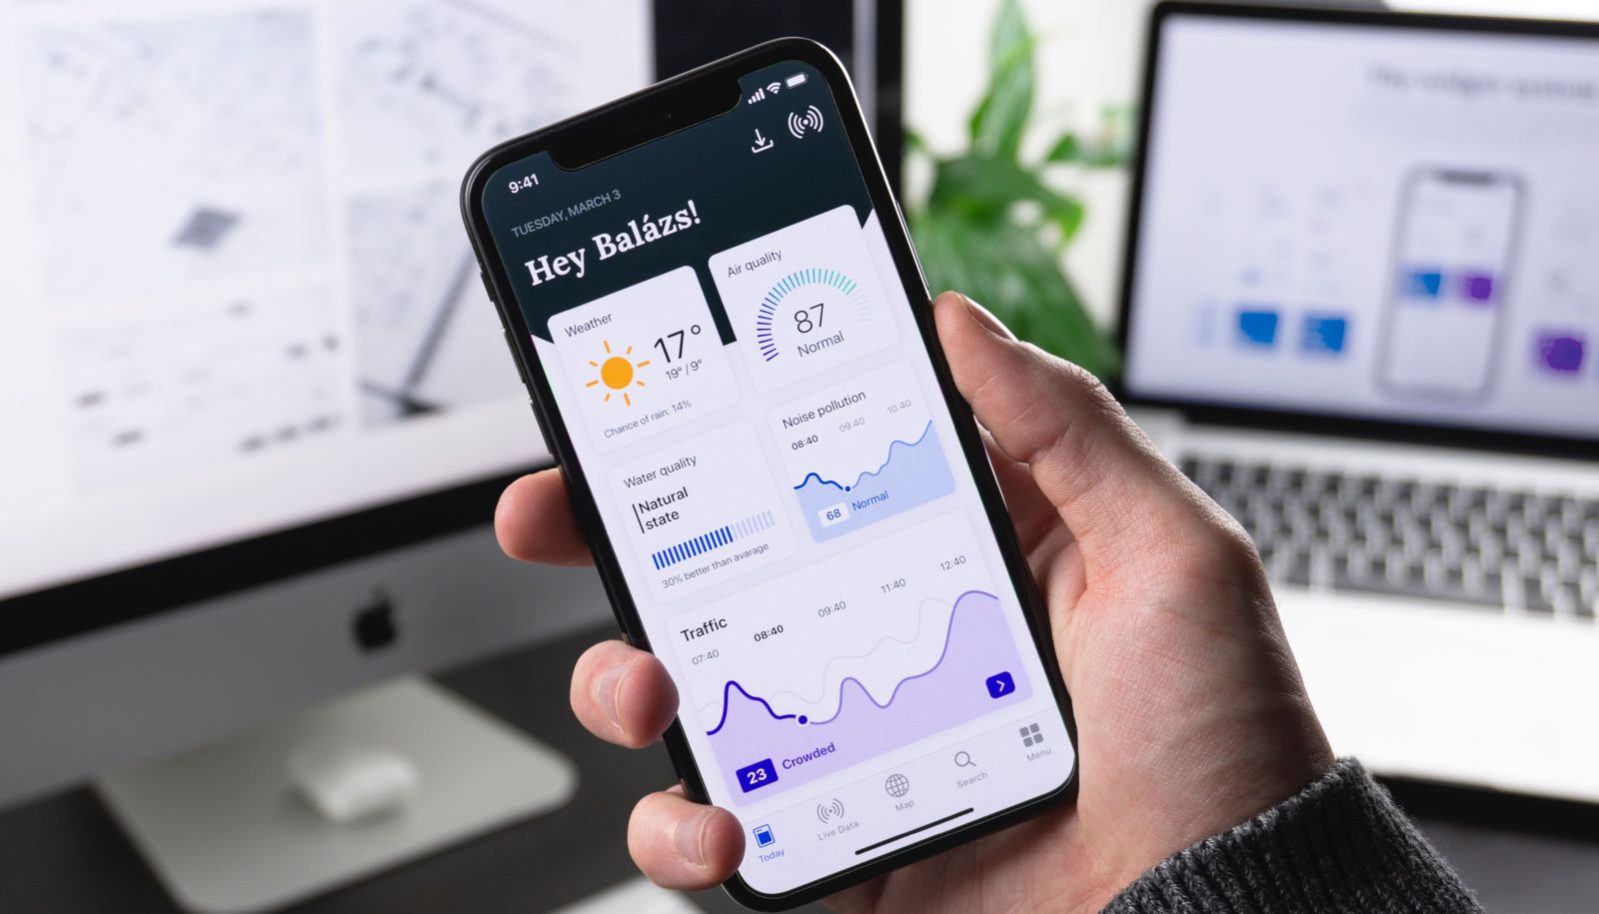 9:41
TUESDAY, MARCH 3
Hey Balázs!
Weather
17°
19° / 9°
Chance of rain: 14%
Air quality
87
Normal
Water quality
Natural
state
30% better than avarage
Noise pollution
08:40 09:40 10:40
68 Normal
Traffic
07:40 08:40 09:40 11:40 12:40
23 Crowded
Today
Live Data
Map
Search
Menu